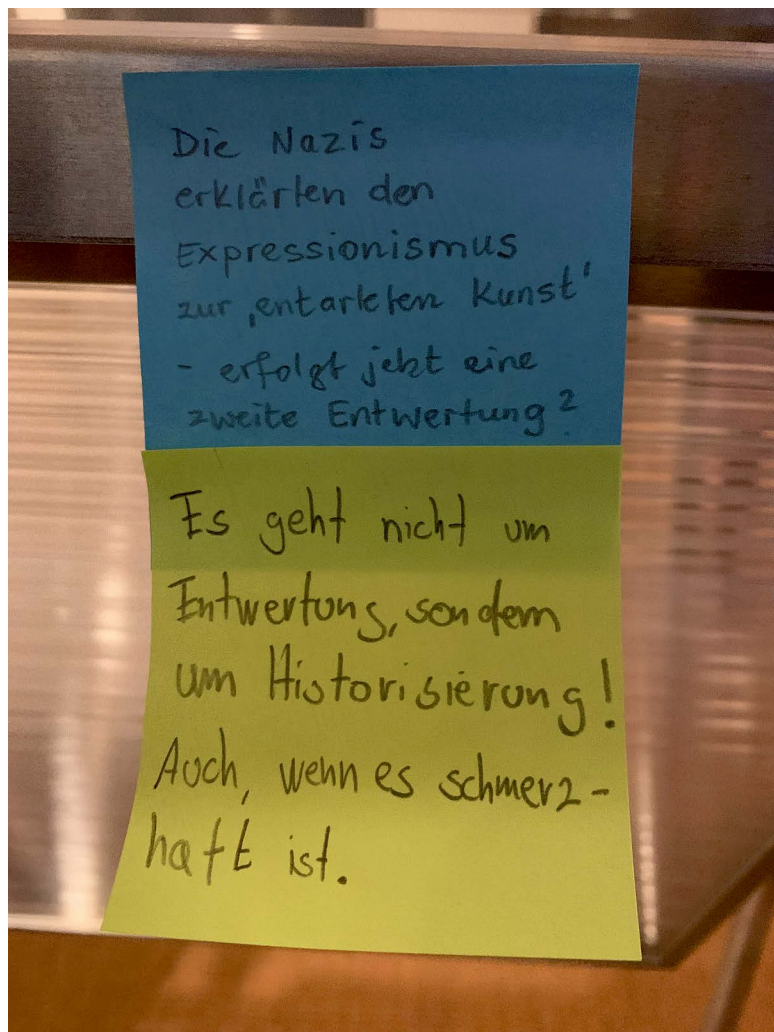 Die Nazis
erklärten den
Expressionismus
zur ‚entarteten Kunst'
- erfolgt jetzt eine
zweite Entwertung?
Es geht nicht um
Entwertung, sondern
um Historisierung!
Auch, wenn es schmerz-
haft ist.